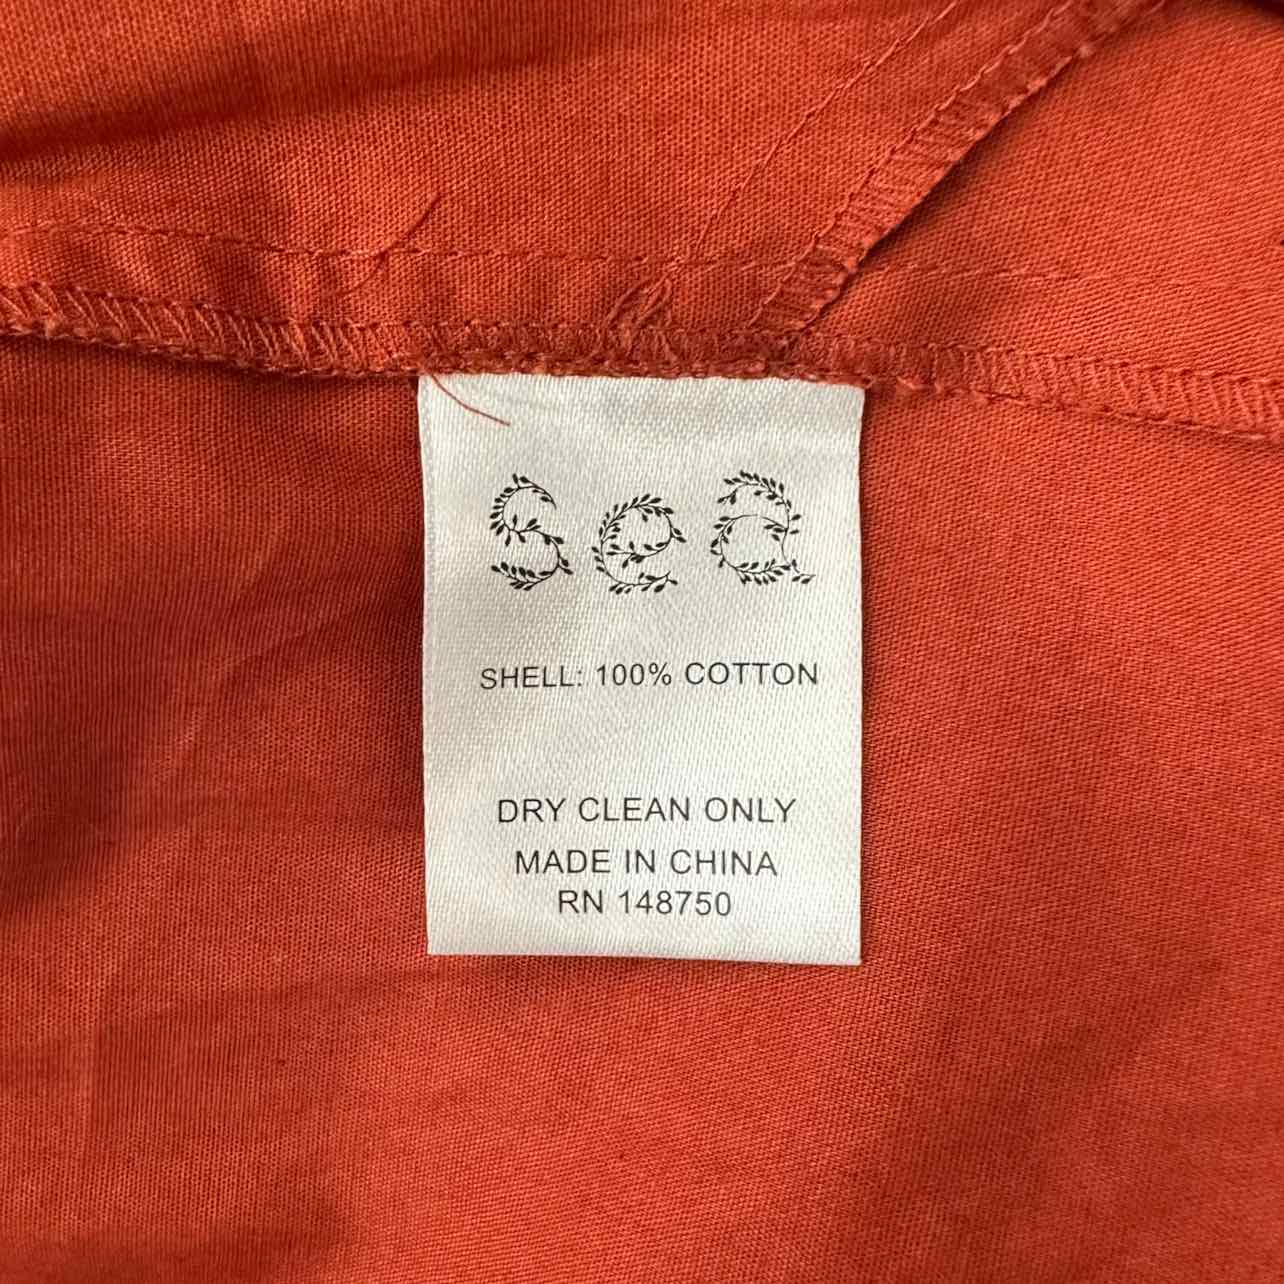 sea
SHELL: 100% COTTON
DRY CLEAN ONLY
MADE IN CHINA
RN 148750